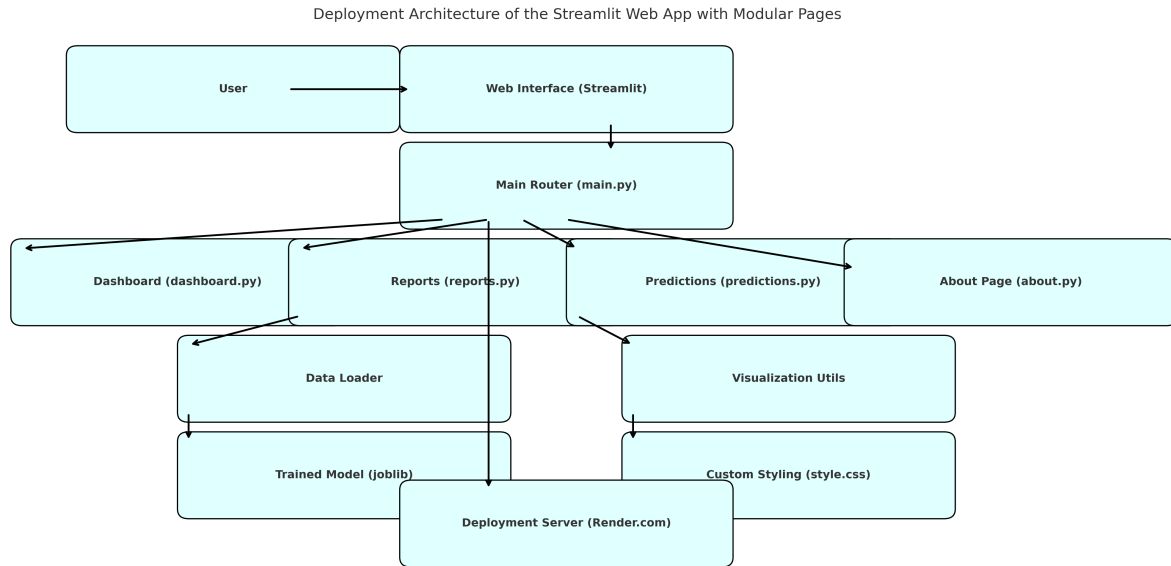 Deployment Architecture of the Streamlit Web App with Modular Pages
User
Web Interface (Streamlit)
Main Router (main.py)
Dashboard (dashboard.py)
Reports (reports.py)
Predictions (predictions.py)
About Page (about.py)
Data Loader
Visualization Utils
Trained Model (joblib)
Custom Styling (style.css)
Deployment Server (Render.com)